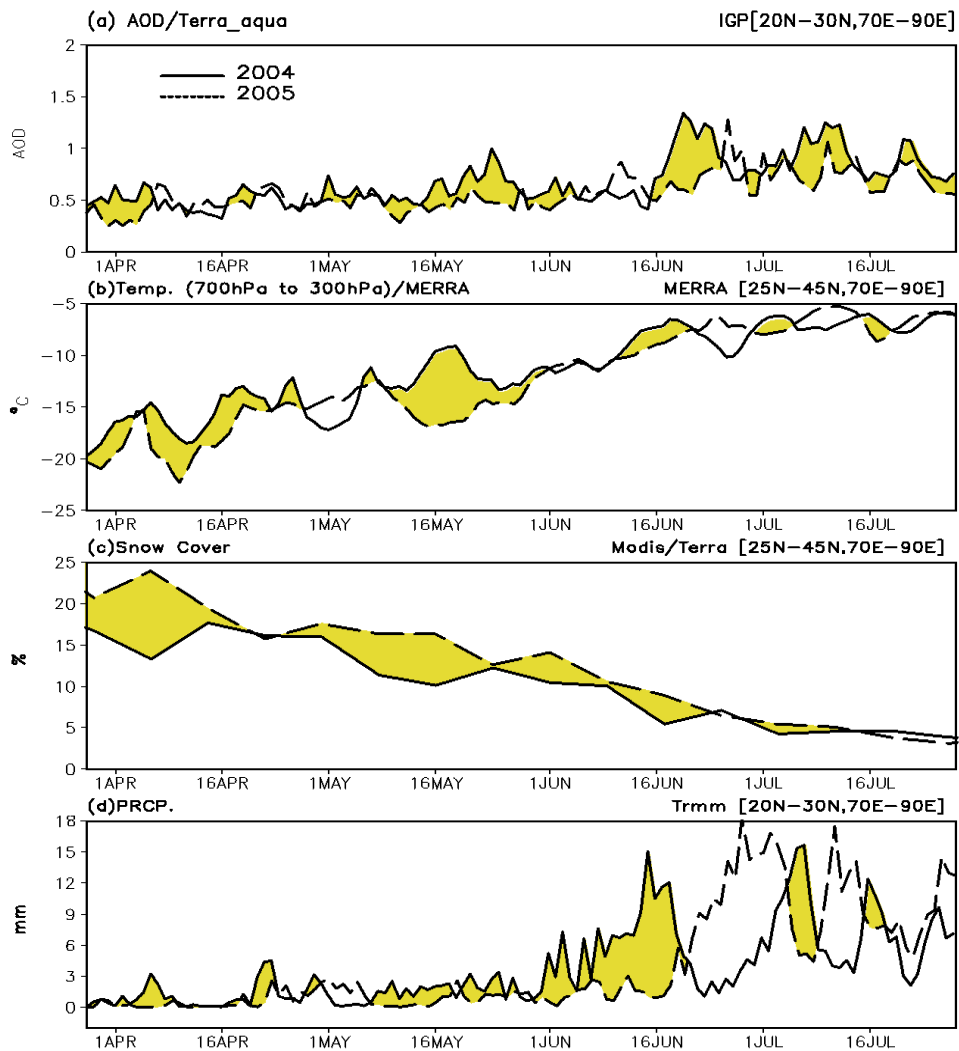 (a) AOD/Terra_aqua IGP[20N-30N,70E-90E]
2
2004
2005
1.5
AOD
1
0.5
0
1APR 16APR 1MAY 16MAY 1JUN 16JUN 1JUL 16JUL
(b)Temp. (700hPa to 300hPa)/MERRA MERRA [25N-45N,70E-90E]
-5
-10
°C
-15
-20
-25
1APR 16APR 1MAY 16MAY 1JUN 16JUN 1JUL 16JUL
(c)Snow Cover Modis/Terra [25N-45N,70E-90E]
25
20
15
%
10
5
0
1APR 16APR 1MAY 16MAY 1JUN 16JUN 1JUL 16JUL
(d)PRCP. Trmm [20N-30N,70E-90E]
18
15
12
mm
9
6
3
0
1APR 16APR 1MAY 16MAY 1JUN 16JUN 1JUL 16JUL